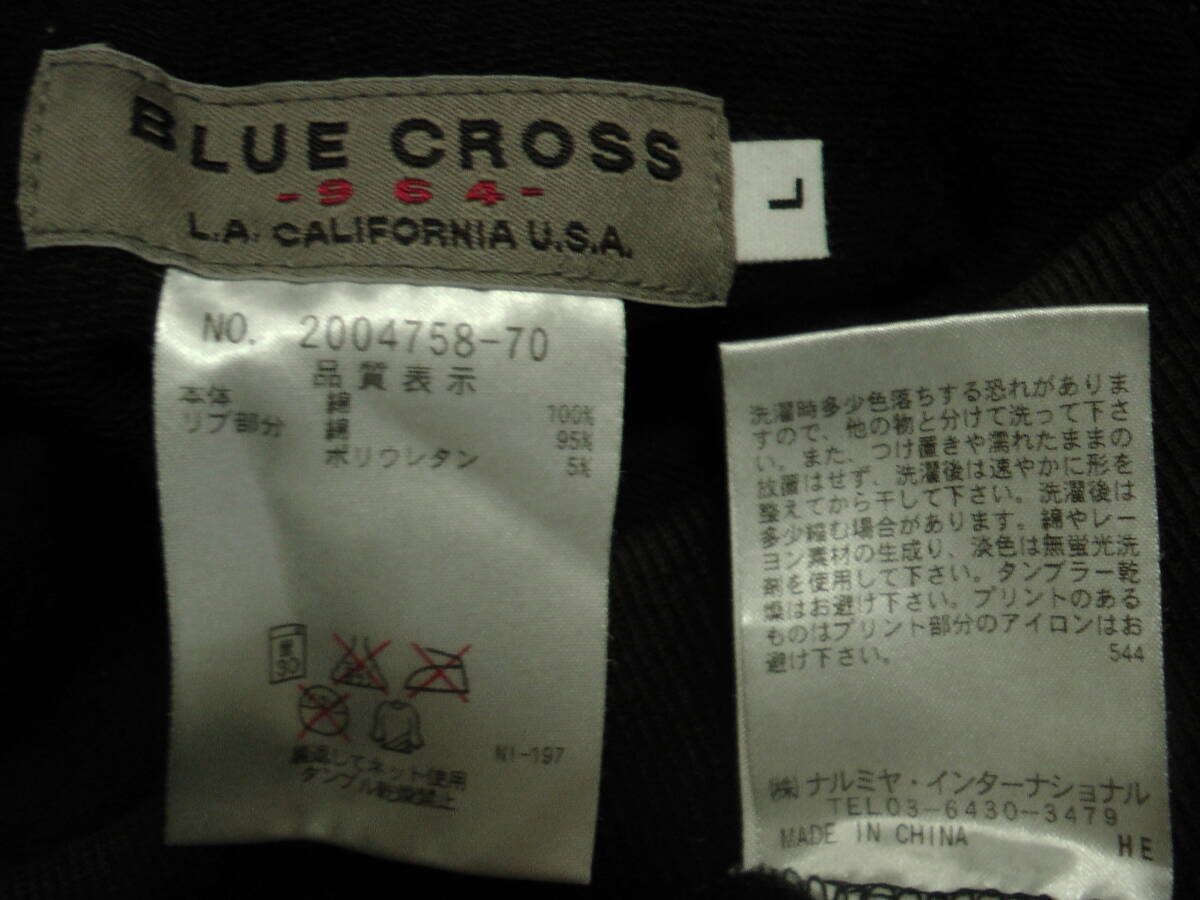 BLUE CROSS
-964-
L.A. CALIFORNIA U.S.A.
L
NO. 2004758-70
品質表示
本体 綿 100%
リブ部分 綿 95%
ポリウレタン 5%
30
裏返してネット使用
タンブル乾燥禁止
N1-197
洗濯時多少色落ちする恐れがありま
すので、他の物と分けて洗って下さ
い。また、つけ置きや濡れたままの
放置はせず、洗濯後は速やかに形を
整えてから干して下さい。洗濯後は
多少縮む場合があります。綿やレー
ヨン素材の生成り、淡色は無蛍光洗
剤を使用して下さい。タンブラー乾
燥はお避け下さい。プリントのある
ものはプリント部分のアイロンはお
避け下さい。 544
㈱ナルミヤ・インターナショナル
TEL03-6430-3479
MADE IN CHINA HE